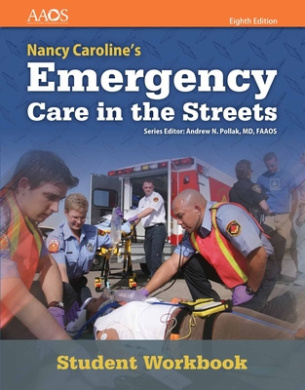 AAOS
Eighth Edition
Nancy Caroline's
Emergency
Care in the Streets
Series Editor: Andrew N. Pollak, MD, FAAOS
Student Workbook